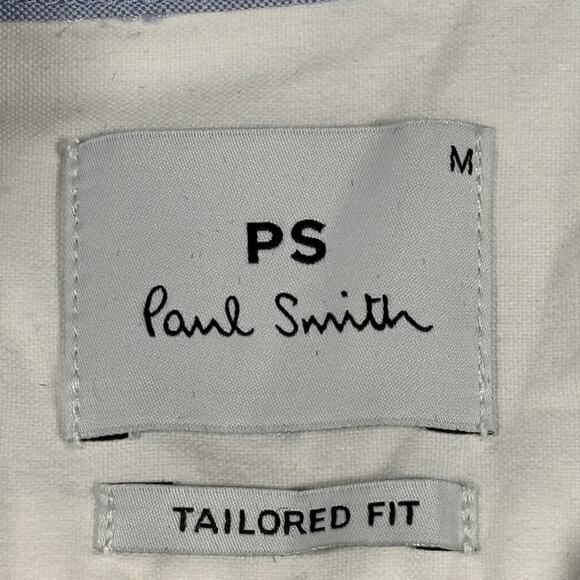 M
PS
Paul Smith
TAILORED FIT